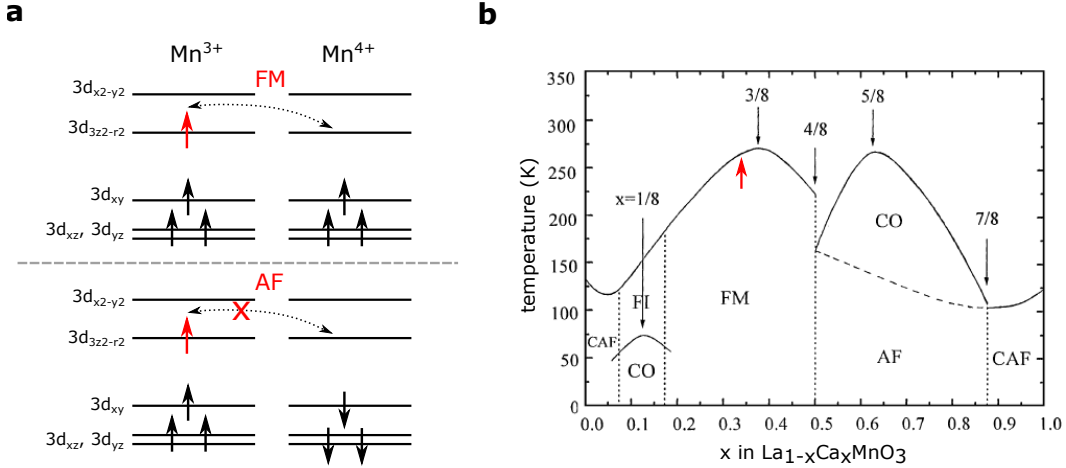 a
Mn3+ Mn4+
FM
3dx2-y2
3d3z2-r2
3dxy
3dxz, 3dyz
AF
3dx2-y2
X
3d3z2-r2
3dxy
3dxz, 3dyz
b
temperature (K)
350
300
250
200
150
100
50
0
3/8
5/8
4/8
x=1/8
7/8
CO
FI
FM
CAF
CO
AF
CAF
0.0 0.1 0.2 0.3 0.4 0.5 0.6 0.7 0.8 0.9 1.0
x in La1-xCaxMnO3